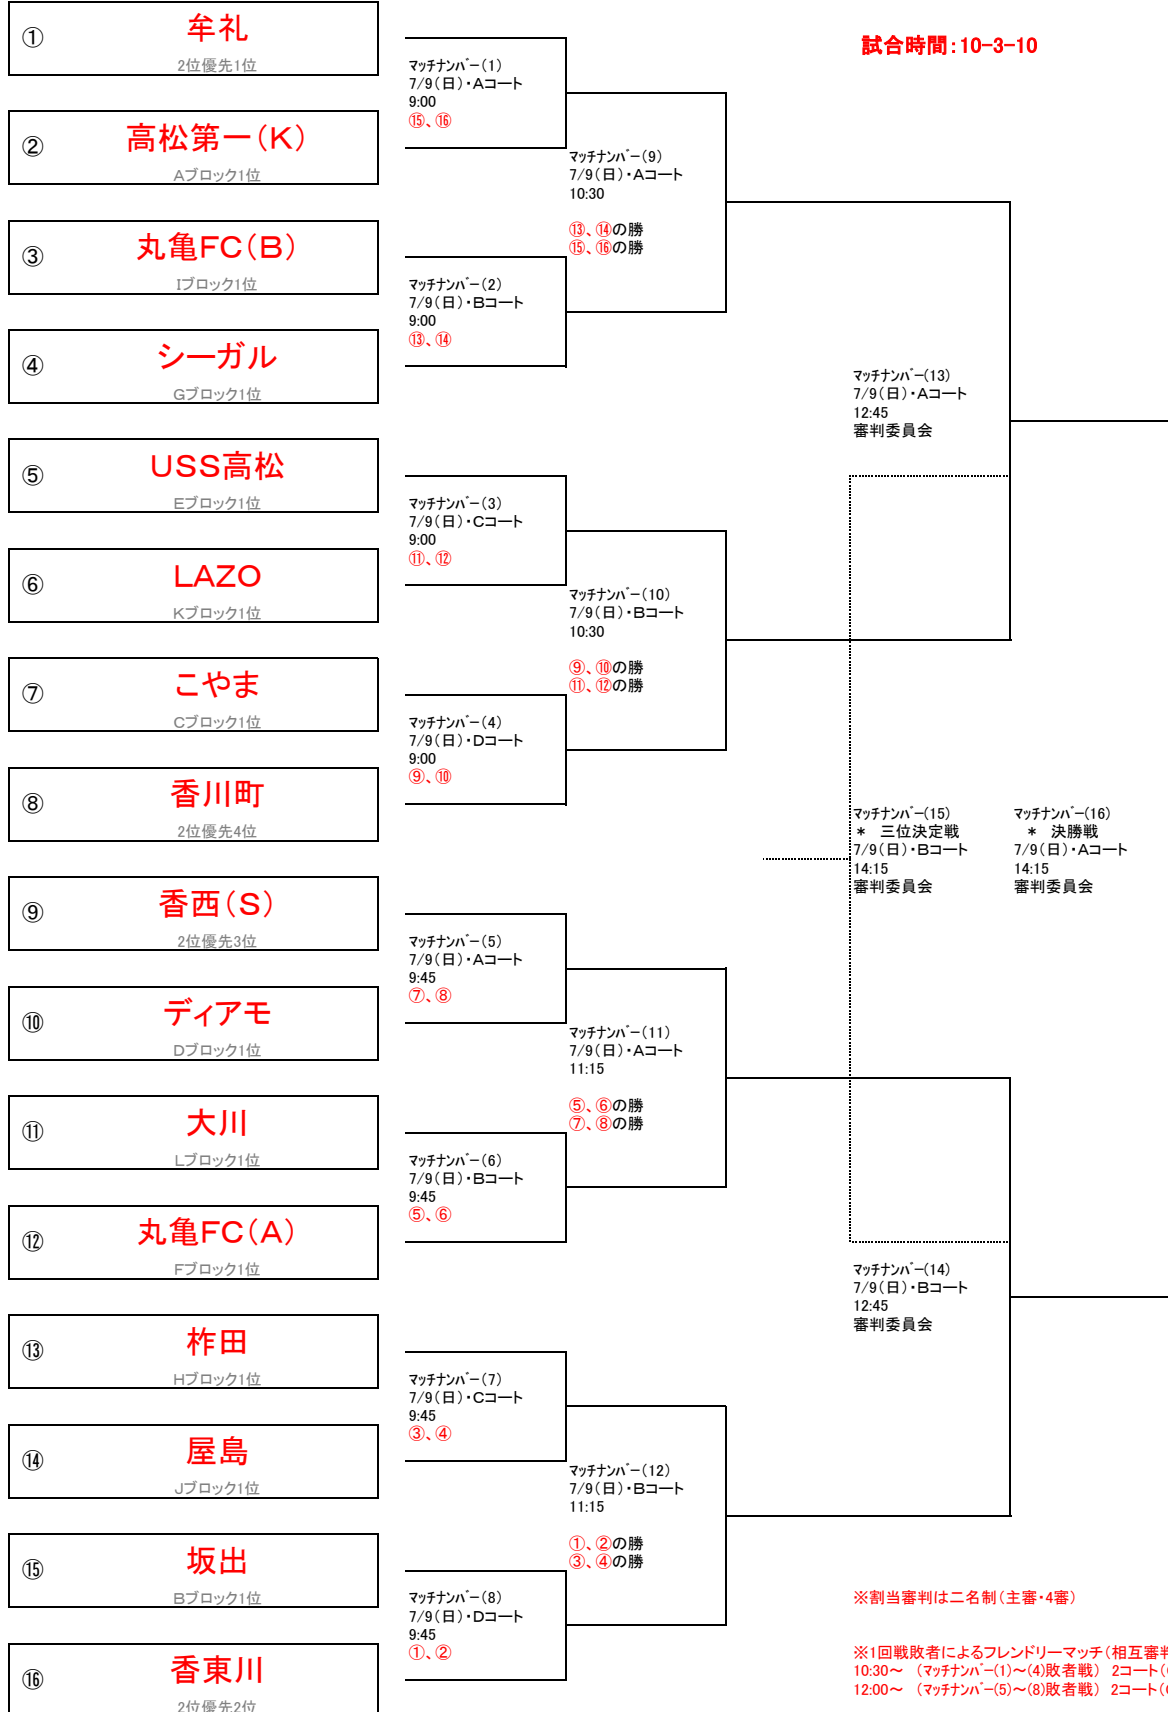 ① 牟礼
2位優先1位
② 高松第一（K）
Aブロック1位
③ 丸亀FC（B）
Iブロック1位
④ シーガル
Gブロック1位
⑤ USS高松
Eブロック1位
⑥ LAZO
Kブロック1位
⑦ こやま
Cブロック1位
⑧ 香川町
2位優先4位
⑨ 香西（S）
2位優先3位
⑩ ディアモ
Dブロック1位
⑪ 大川
Lブロック1位
⑫ 丸亀FC（A）
Fブロック1位
⑬ 柞田
Hブロック1位
⑭ 屋島
Jブロック1位
⑮ 坂出
Bブロック1位
⑯ 香東川
2位優先2位
ﾏｯﾁﾅﾝﾊﾞｰ(1)
7/9（日）・Aコート
9:00
⑮、⑯
ﾏｯﾁﾅﾝﾊﾞｰ(2)
7/9（日）・Bコート
9:00
⑬、⑭
ﾏｯﾁﾅﾝﾊﾞｰ(3)
7/9（日）・Cコート
9:00
⑪、⑫
ﾏｯﾁﾅﾝﾊﾞｰ(4)
7/9（日）・Dコート
9:00
⑨、⑩
ﾏｯﾁﾅﾝﾊﾞｰ(5)
7/9（日）・Aコート
9:45
⑦、⑧
ﾏｯﾁﾅﾝﾊﾞｰ(6)
7/9（日）・Bコート
9:45
⑤、⑥
ﾏｯﾁﾅﾝﾊﾞｰ(7)
7/9（日）・Cコート
9:45
③、④
ﾏｯﾁﾅﾝﾊﾞｰ(8)
7/9（日）・Dコート
9:45
①、②
ﾏｯﾁﾅﾝﾊﾞｰ(9)
7/9（日）・Aコート
10:30
⑬、⑭の勝
⑮、⑯の勝
ﾏｯﾁﾅﾝﾊﾞｰ(10)
7/9（日）・Bコート
10:30
⑨、⑩の勝
⑪、⑫の勝
ﾏｯﾁﾅﾝﾊﾞｰ(11)
7/9（日）・Aコート
11:15
⑤、⑥の勝
⑦、⑧の勝
ﾏｯﾁﾅﾝﾊﾞｰ(12)
7/9（日）・Bコート
11:15
①、②の勝
③、④の勝
試合時間：10-3-10
ﾏｯﾁﾅﾝﾊﾞｰ(13)
7/9（日）・Aコート
12:45
審判委員会
ﾏｯﾁﾅﾝﾊﾞｰ(15)
* 三位決定戦
7/9（日）・Bコート
14:15
審判委員会
ﾏｯﾁﾅﾝﾊﾞｰ(16)
* 決勝戦
7/9（日）・Aコート
14:15
審判委員会
ﾏｯﾁﾅﾝﾊﾞｰ(14)
7/9（日）・Bコート
12:45
審判委員会
※割当審判は二名制（主審・4審）
※1回戦敗者によるフレンドリーマッチ（相互審判
10:30～ （ﾏｯﾁﾅﾝﾊﾞｰ(1)～(4)敗者戦） 2コート（
12:00～ （ﾏｯﾁﾅﾝﾊﾞｰ(5)～(8)敗者戦） 2コート（